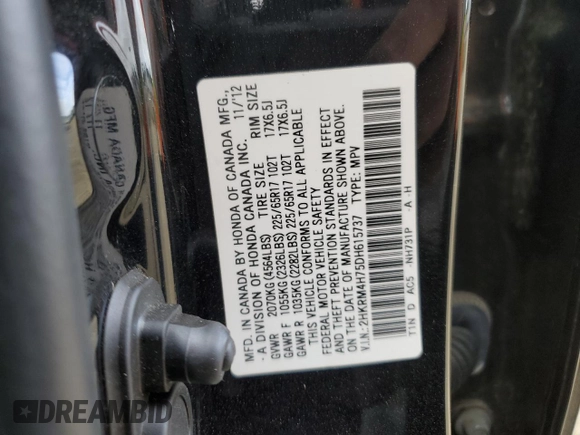 MFD. IN CANADA BY HONDA OF CANADA MFG.,
- A DIVISION OF HONDA CANADA INC. 11/'12
TIRE SIZE RIM SIZE
GVWR 2070KG (4564LBS)
GAWR F 1055KG (2326LBS) 225/65R17 102T 17X6.5J
GAWR R 1035KG (2282LBS) 225/65R17 102T 17X6.5J
THIS VEHICLE CONFORMS TO ALL APPLICABLE
FEDERAL MOTOR VEHICLE SAFETY
AND THEFT PREVENTION STANDARDS IN EFFECT
ON THE DATE OF MANUFACTURE SHOWN ABOVE.
V.I.N.: 2HKRM4H75DH615737 TYPE: MPV
T1N D AC5 -NH731P -A -H
DREAMBID